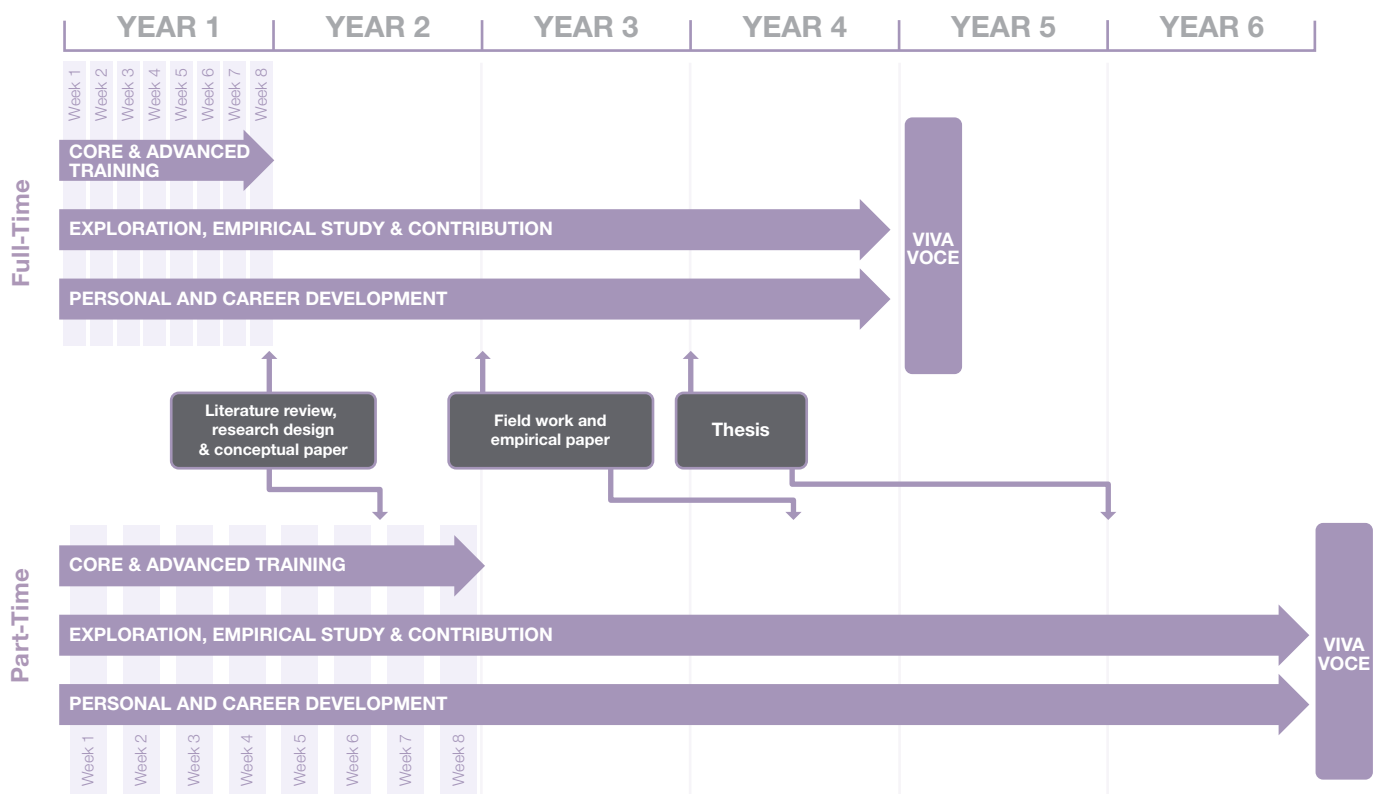 YEAR 1 YEAR 2 YEAR 3 YEAR 4 YEAR 5 YEAR 6
Week 1
Week 2
Week 3
Week 4
Week 5
Week 6
Week 7
Week 8
Full-Time
CORE & ADVANCED
TRAINING
EXPLORATION, EMPIRICAL STUDY & CONTRIBUTION
PERSONAL AND CAREER DEVELOPMENT
VIVA
VOCE
Literature review,
research design
& conceptual paper
Field work and
empirical paper
Thesis
Part-Time
CORE & ADVANCED TRAINING
EXPLORATION, EMPIRICAL STUDY & CONTRIBUTION
PERSONAL AND CAREER DEVELOPMENT
VIVA
VOCE
Week 1
Week 2
Week 3
Week 4
Week 5
Week 6
Week 7
Week 8